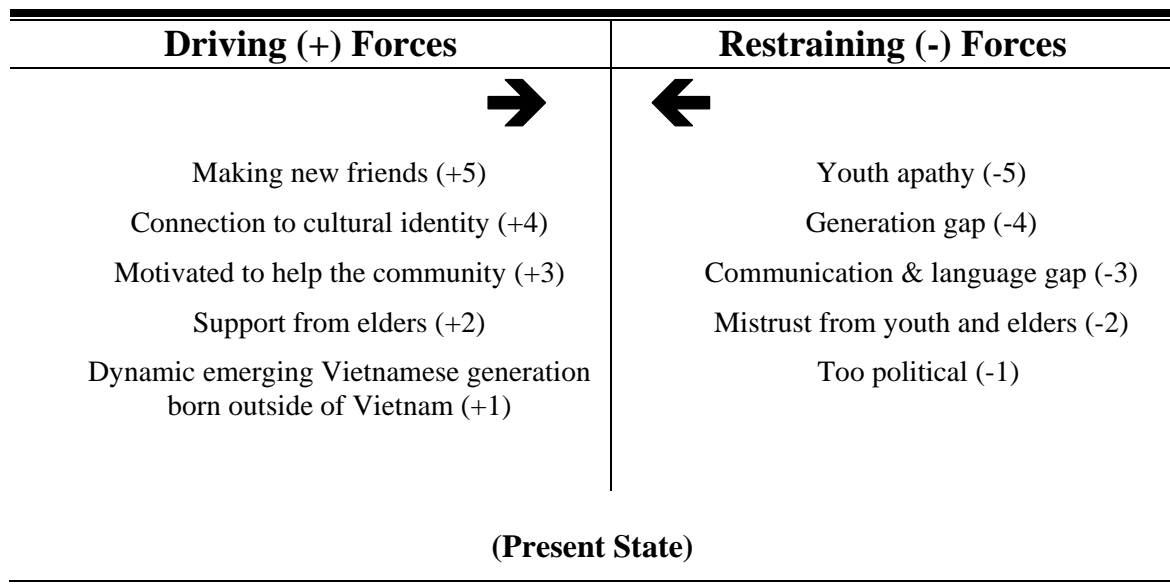 Driving (+) Forces
Restraining (-) Forces
Making new friends (+5)
Connection to cultural identity (+4)
Motivated to help the community (+3)
Support from elders (+2)
Dynamic emerging Vietnamese generation
born outside of Vietnam (+1)
Youth apathy (-5)
Generation gap (-4)
Communication & language gap (-3)
Mistrust from youth and elders (-2)
Too political (-1)
(Present State)